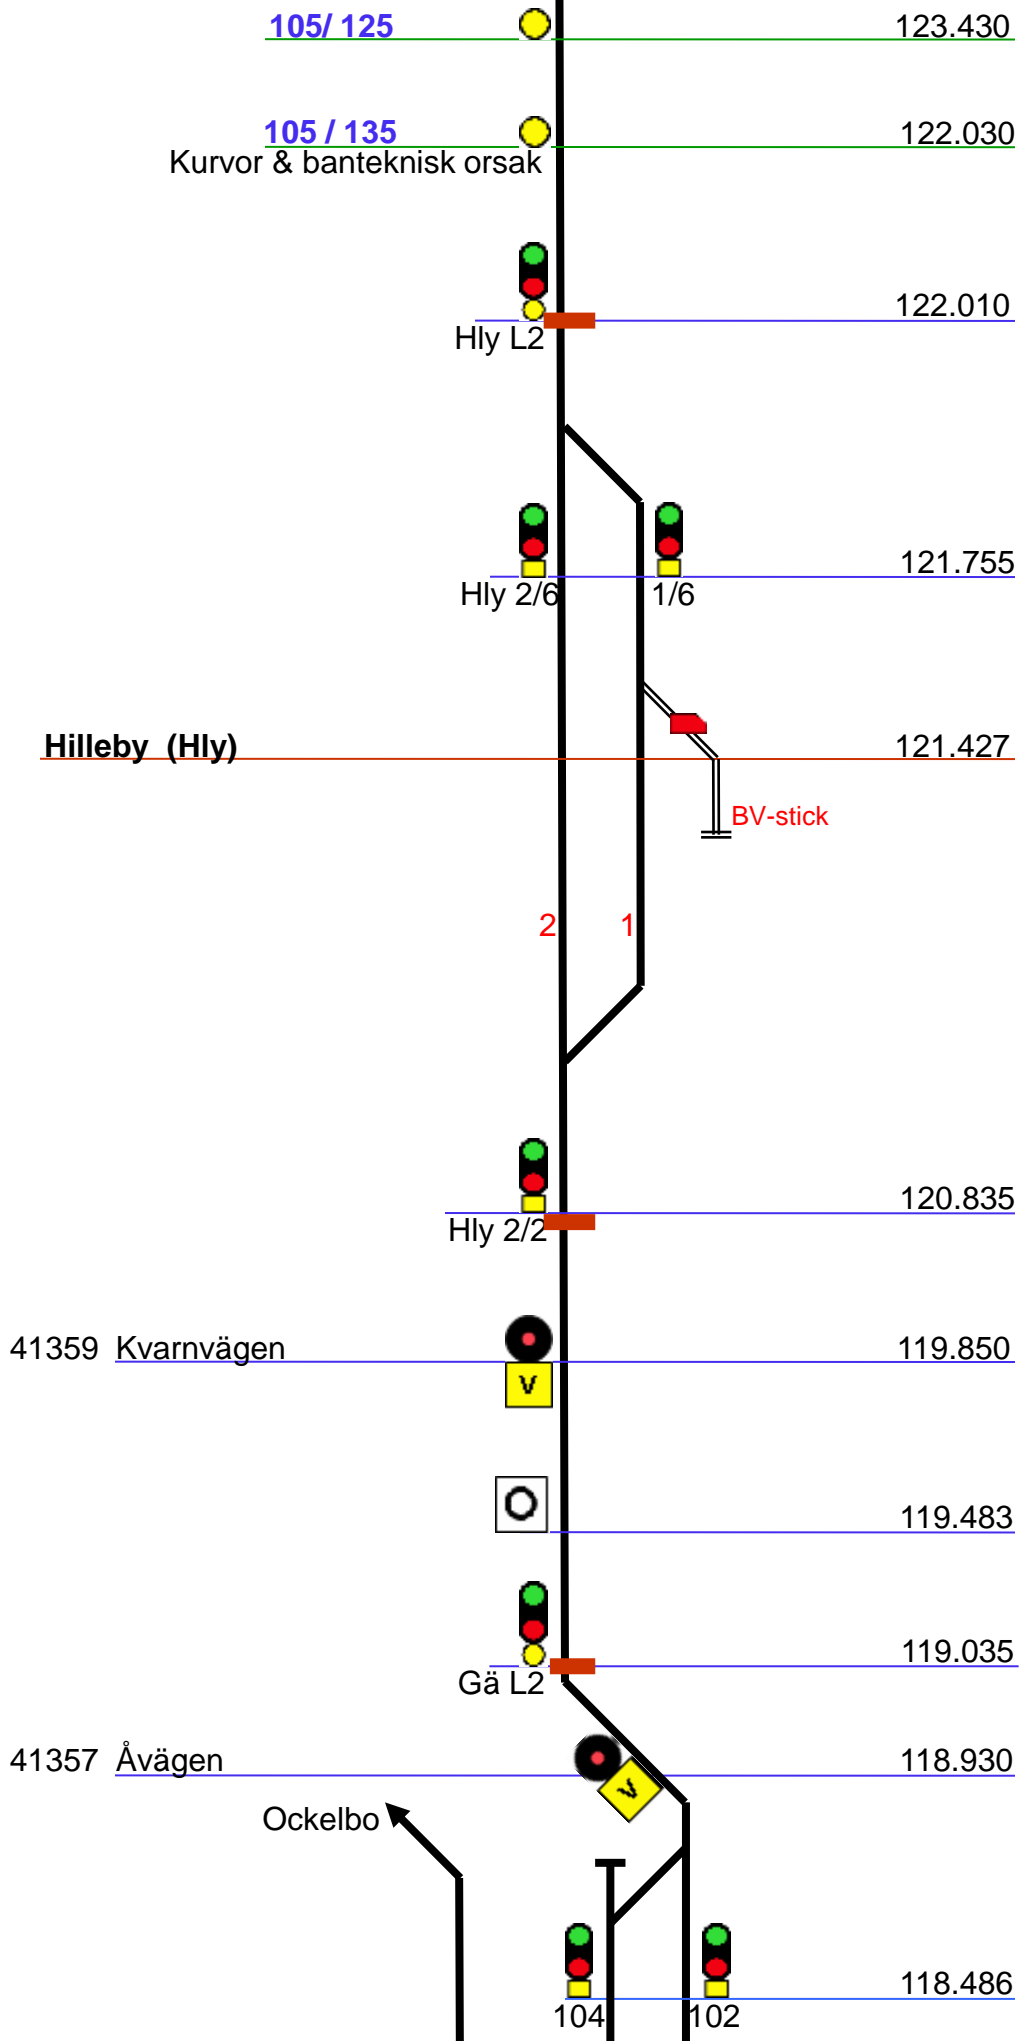 105/ 125 123.430
105 / 135 122.030
Kurvor & banteknisk orsak
122.010
Hly L2
121.755
Hly 2/6 1/6
Hilleby (Hly) 121.427
BV-stick
2 1
120.835
Hly 2/2
41359 Kvarnvägen 119.850
V
O
119.483
119.035
Gä L2
41357 Åvägen 118.930
V
Ockelbo
118.486
104 102